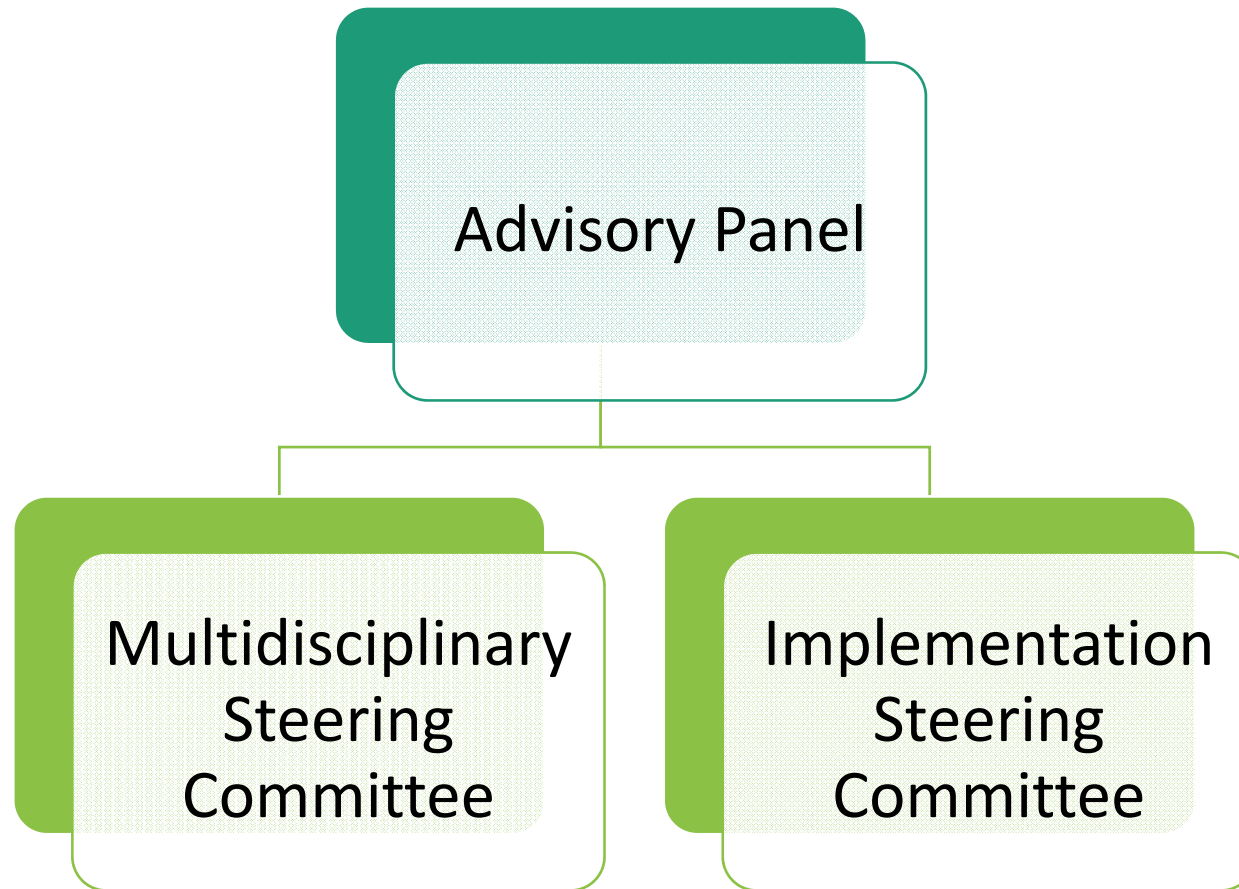 Advisory Panel
Multidisciplinary
Steering
Committee
Implementation
Steering
Committee